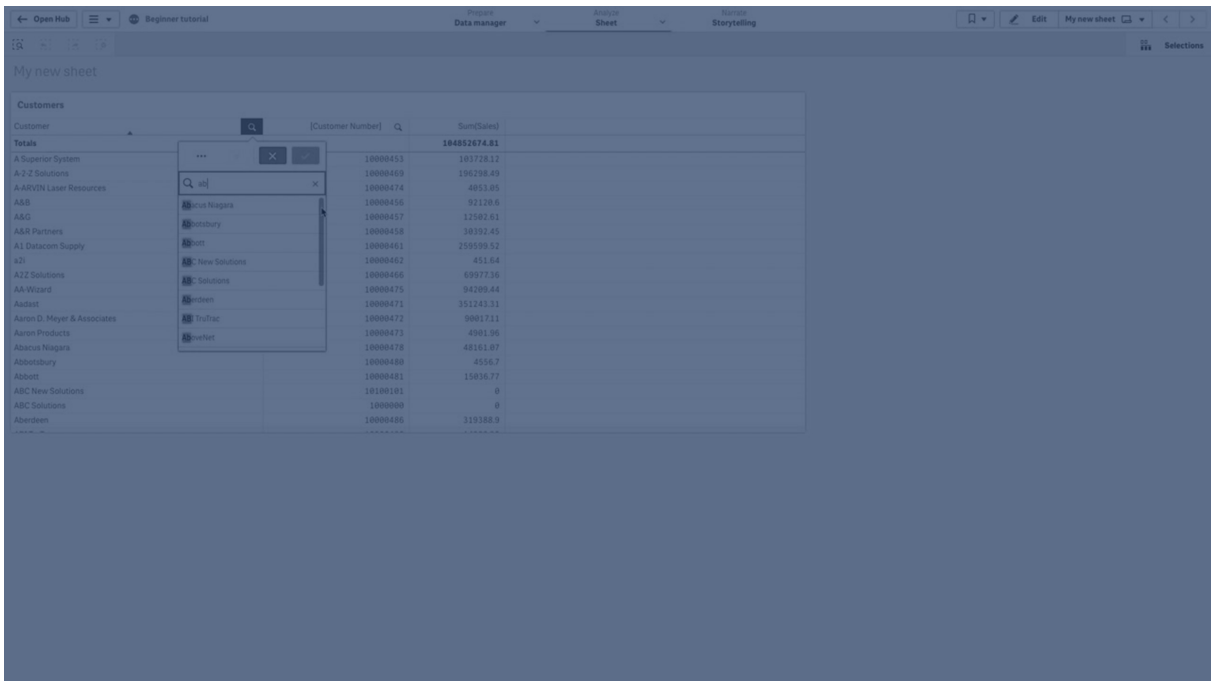 Open Hub
Beginner tutorial
Prepare
Data manager
Analyze
Sheet
Narrate
Storytelling
Edit
My new sheet
Selections
My new sheet
Customers
Customer [Customer Number] Sum(Sales)
Totals 104852674.81
A Superior System 10000453 103728.12
A-2-Z Solutions 10000469 196298.49
A-ARVIN Laser Resources 10000474 4053.05
A&B 10000456 92120.6
A&G 10000457 12502.61
A&R Partners 10000458 30392.45
A1 Datacom Supply 10000461 259599.52
a2i 10000462 451.64
A2Z Solutions 10000466 69977.36
AA-Wizard 10000475 94209.44
Aadast 10000471 351243.31
Aaron D. Meyer & Associates 10000472 90017.11
Aaron Products 10000473 4901.96
Abacus Niagara 10000478 48161.07
Abbotsbury 10000480 4556.7
Abbott 10000481 15036.77
ABC New Solutions 10100101 0
ABC Solutions 1000000 0
Aberdeen 10000486 319388.9
ab
Abacus Niagara
Abbotsbury
Abbott
ABC New Solutions
ABC Solutions
Aberdeen
ABI TruTrac
AboveNet